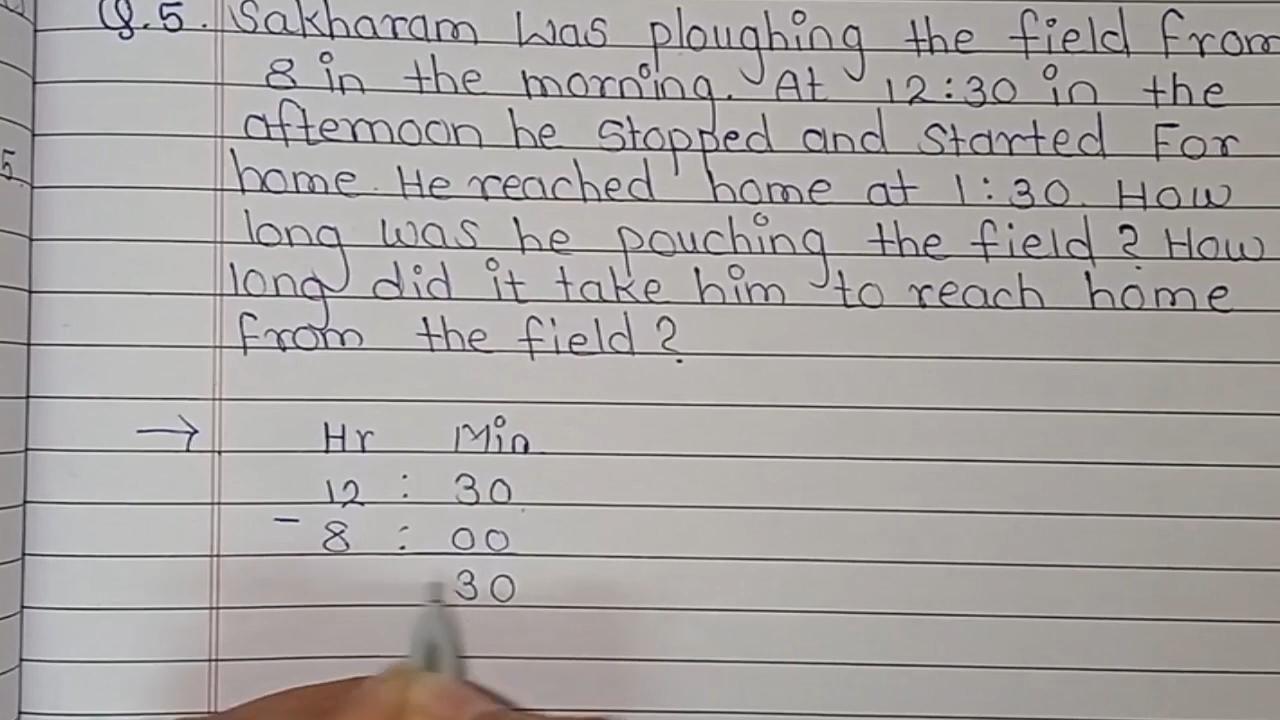 Q.5. Sakharam was ploughing the field from
8 in the morning. At 12:30 in the
afternoon he stopped and started For
home. He reached home at 1:30. How
long was he pouching the field? How
long did it take him to reach home
from the field?
5.
→ Hr Min
12 : 30
- 8 : 00
30